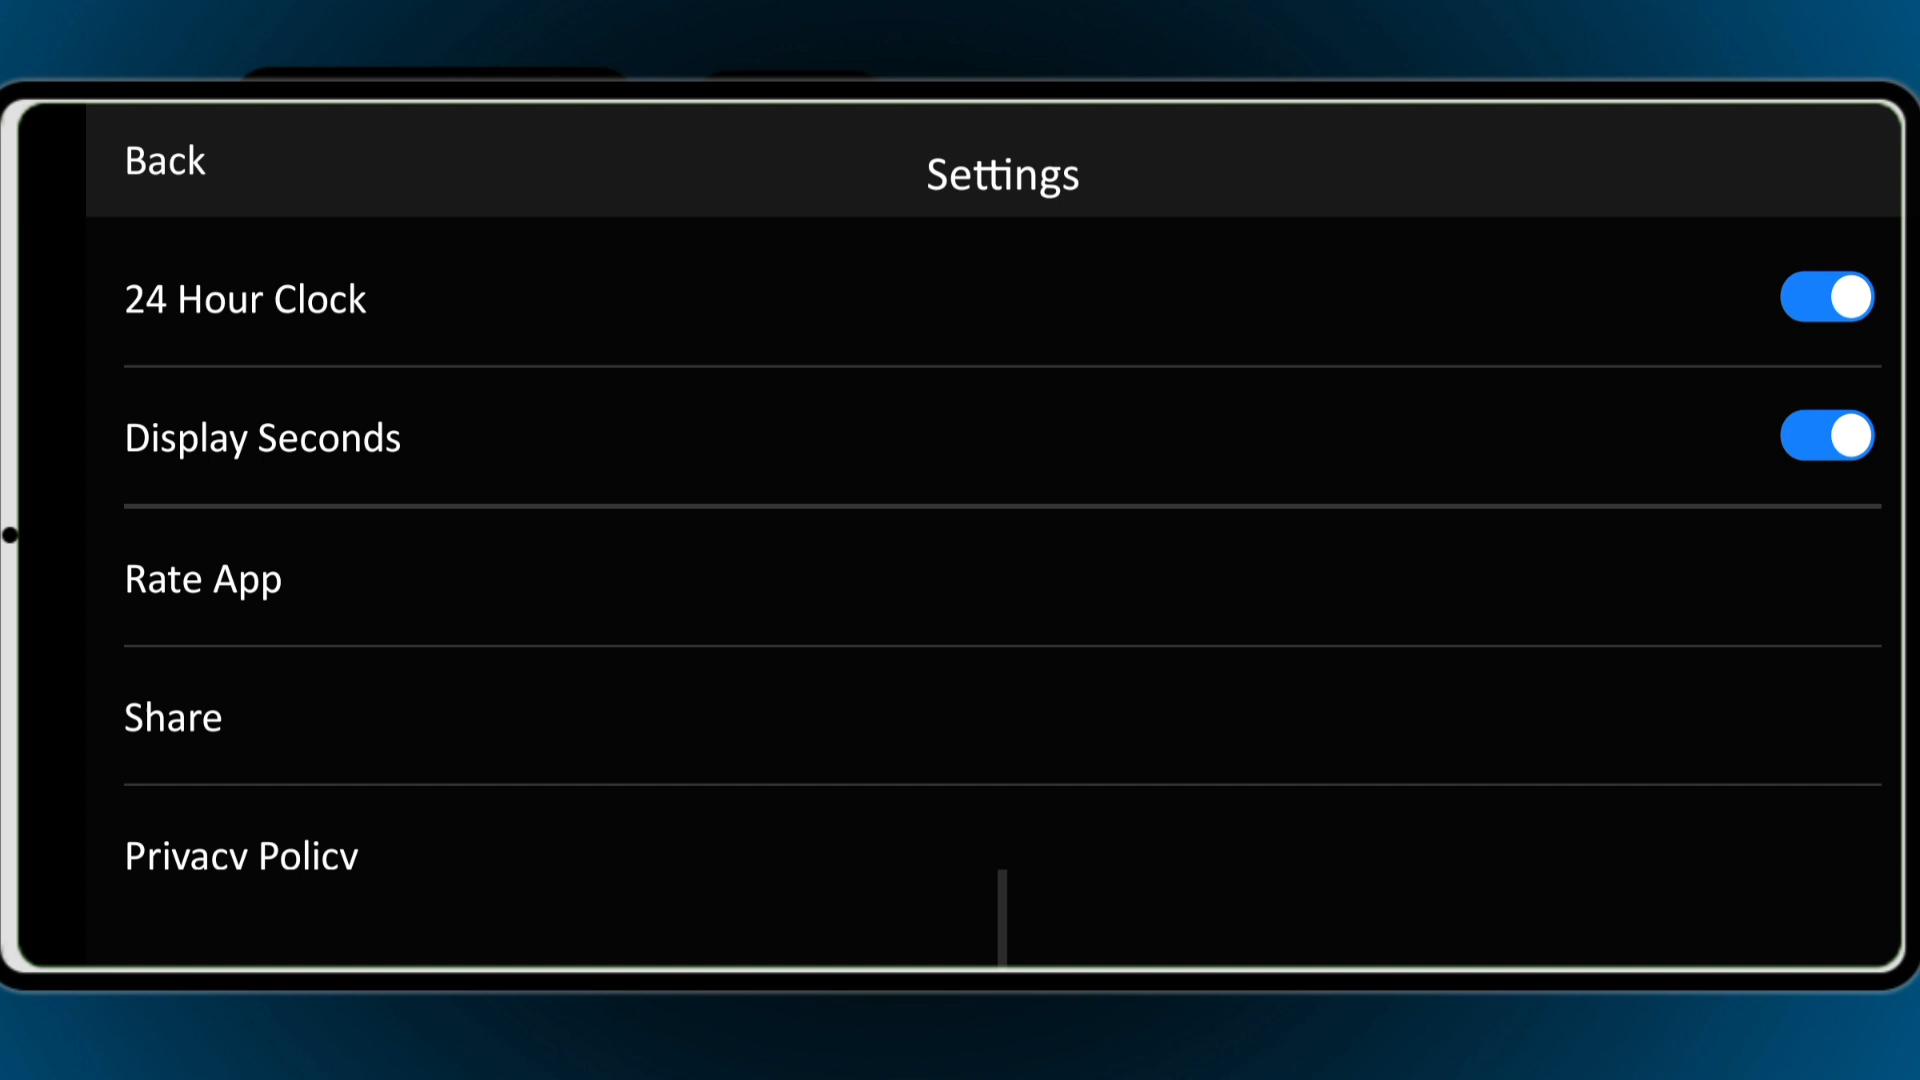 Back
Settings
24 Hour Clock
Display Seconds
Rate App
Share
Privacy Policy